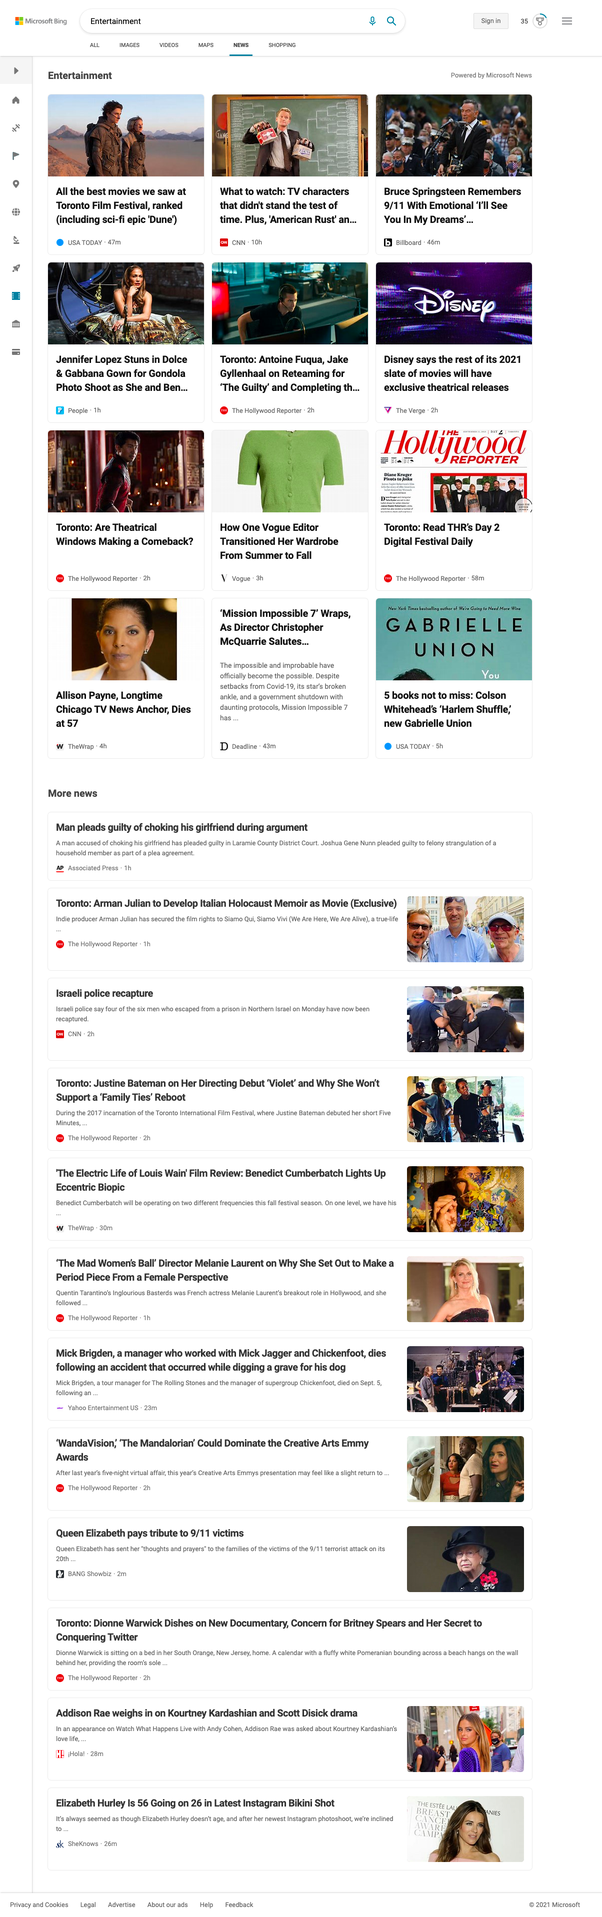 Microsoft Bing
Entertainment
Sign in
35
ALL
IMAGES
VIDEOS
MAPS
NEWS
SHOPPING
Entertainment
Powered by Microsoft News
All the best movies we saw at
Toronto Film Festival, ranked
(including sci-fi epic 'Dune')
USA TODAY · 47m
What to watch: TV characters
that didn't stand the test of
time. Plus, 'American Rust' an...
CNN · 10h
Bruce Springsteen Remembers
9/11 With Emotional 'I'll See
You In My Dreams'...
Billboard · 46m
Jennifer Lopez Stuns in Dolce
& Gabbana Gown for Gondola
Photo Shoot as She and Ben...
People · 1h
Toronto: Antoine Fuqua, Jake
Gyllenhaal on Reteaming for
'The Guilty' and Completing th...
The Hollywood Reporter · 2h
Disney
Disney says the rest of its 2021
slate of movies will have
exclusive theatrical releases
The Verge · 2h
Toronto: Are Theatrical
Windows Making a Comeback?
The Hollywood Reporter · 2h
How One Vogue Editor
Transitioned Her Wardrobe
From Summer to Fall
Vogue · 3h
THE
Hollywood
REPORTER
Diane Kruger
Pivots to Joika
Toronto: Read THR's Day 2
Digital Festival Daily
The Hollywood Reporter · 58m
Allison Payne, Longtime
Chicago TV News Anchor, Dies
at 57
TheWrap · 4h
'Mission Impossible 7' Wraps,
As Director Christopher
McQuarrie Salutes...
The impossible and improbable have
officially become the possible. Despite
setbacks from Covid-19, its star's broken
ankle, and a government shutdown with
daunting protocols, Mission Impossible 7
has ...
Deadline · 43m
New York Times bestselling author of We're Going to Need More Wine
GABRIELLE
UNION
You
5 books not to miss: Colson
Whitehead's 'Harlem Shuffle,'
new Gabrielle Union
USA TODAY · 5h
More news
Man pleads guilty of choking his girlfriend during argument
A man accused of choking his girlfriend has pleaded guilty in Laramie County District Court. Joshua Gene Nunn pleaded guilty to felony strangulation of a
household member as part of a plea agreement.
AP Associated Press · 1h
Toronto: Arman Julian to Develop Italian Holocaust Memoir as Movie (Exclusive)
Indie producer Arman Julian has secured the film rights to Siamo Qui, Siamo Vivi (We Are Here, We Are Alive), a true-life
...
The Hollywood Reporter · 1h
Israeli police recapture
Israeli police say four of the six men who escaped from a prison in Northern Israel on Monday have now been
recaptured.
CNN · 2h
Toronto: Justine Bateman on Her Directing Debut 'Violet' and Why She Won't
Support a 'Family Ties' Reboot
During the 2017 incarnation of the Toronto International Film Festival, where Justine Bateman debuted her short Five
Minutes, ...
The Hollywood Reporter · 2h
'The Electric Life of Louis Wain' Film Review: Benedict Cumberbatch Lights Up
Eccentric Biopic
Benedict Cumberbatch will be operating on two different frequencies this fall festival season. On one level, we have his
...
TheWrap · 30m
'The Mad Women's Ball' Director Melanie Laurent on Why She Set Out to Make a
Period Piece From a Female Perspective
Quentin Tarantino's Inglourious Basterds was French actress Melanie Laurent's breakout role in Hollywood, and she
followed ...
The Hollywood Reporter · 1h
Mick Brigden, a manager who worked with Mick Jagger and Chickenfoot, dies
following an accident that occurred while digging a grave for his dog
Mick Brigden, a tour manager for The Rolling Stones and the manager of supergroup Chickenfoot, died on Sept. 5,
following an ...
Yahoo Entertainment US · 23m
'WandaVision,' 'The Mandalorian' Could Dominate the Creative Arts Emmy
Awards
After last year's five-night virtual affair, this year's Creative Arts Emmys presentation may feel like a slight return to ...
The Hollywood Reporter · 2h
Queen Elizabeth pays tribute to 9/11 victims
Queen Elizabeth has sent her "thoughts and prayers" to the families of the victims of the 9/11 terrorist attack on its
20th ...
BANG Showbiz · 2m
Toronto: Dionne Warwick Dishes on New Documentary, Concern for Britney Spears and Her Secret to
Conquering Twitter
Dionne Warwick is sitting on a bed in her South Orange, New Jersey, home. A calendar with a fluffy white Pomeranian bounding across a beach hangs on the wall
behind her, providing the room's sole ...
The Hollywood Reporter · 2h
Addison Rae weighs in on Kourtney Kardashian and Scott Disick drama
In an appearance on Watch What Happens Live with Andy Cohen, Addison Rae was asked about Kourtney Kardashian's
love life, ...
¡Hola! · 28m
Elizabeth Hurley Is 56 Going on 26 in Latest Instagram Bikini Shot
It's always seemed as though Elizabeth Hurley doesn't age, and after her newest Instagram photoshoot, we're inclined
to ...
SheKnows · 26m
Privacy and Cookies
Legal
Advertise
About our ads
Help
Feedback
© 2021 Microsoft